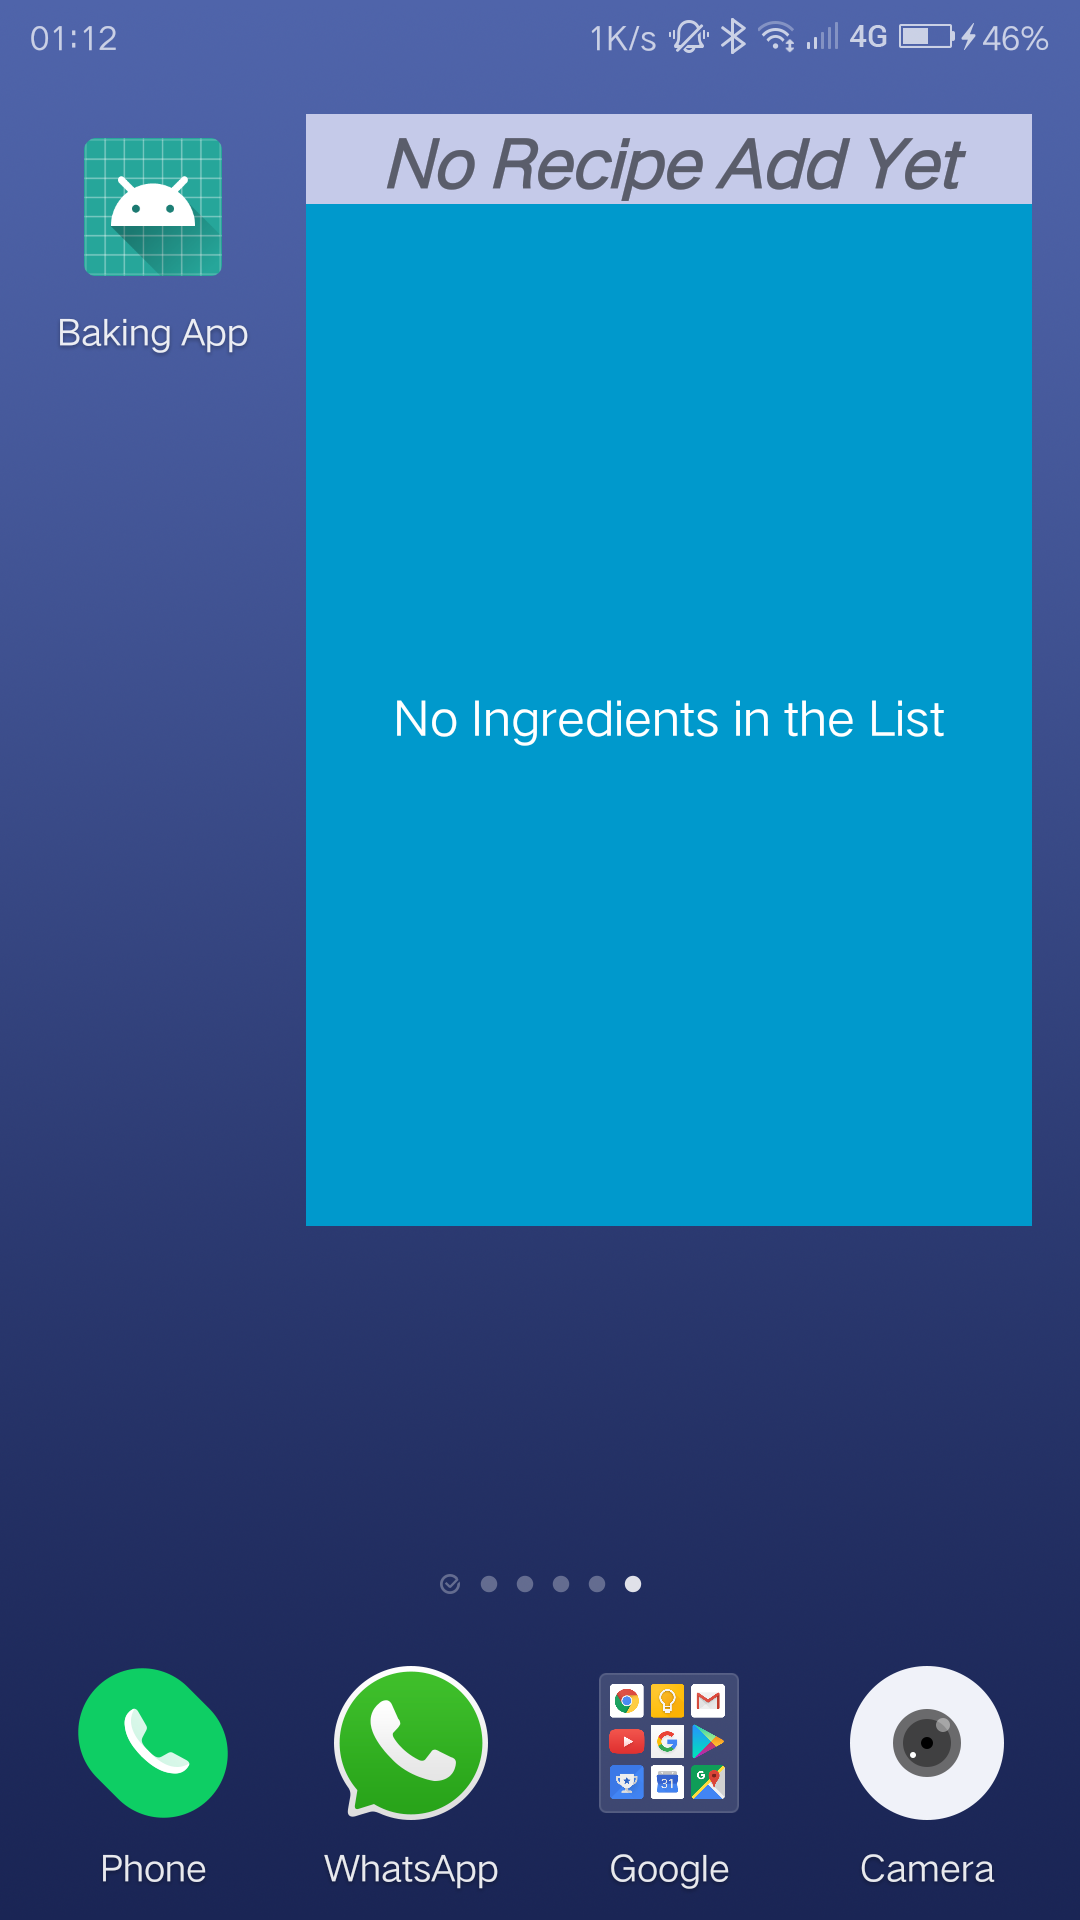 01:12 1K/s 4G 46%
No Recipe Add Yet
Baking App
No Ingredients in the List
31
G
Phone WhatsApp Google Camera